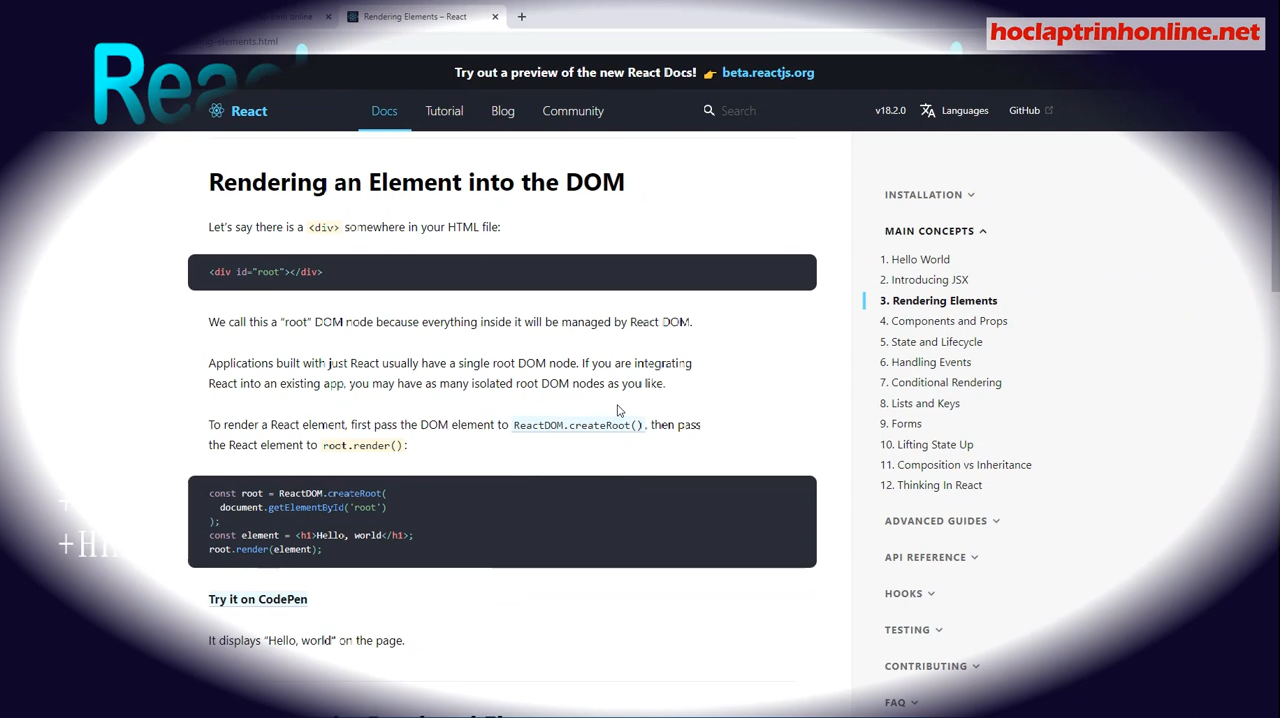 Rendering Elements – React
hoclaptrinhonline.net
Try out a preview of the new React Docs! 👉 beta.reactjs.org
React
Docs
Tutorial
Blog
Community
Search
v18.2.0
Languages
GitHub
Rendering an Element into the DOM
Let's say there is a <div> somewhere in your HTML file:
<div id="root"></div>
We call this a “root” DOM node because everything inside it will be managed by React DOM.
Applications built with just React usually have a single root DOM node. If you are integrating
React into an existing app, you may have as many isolated root DOM nodes as you like.
To render a React element, first pass the DOM element to ReactDOM.createRoot(), then pass
the React element to root.render():
const root = ReactDOM.createRoot(
  document.getElementById('root')
);
const element = <h1>Hello, world</h1>;
root.render(element);
Try it on CodePen
It displays “Hello, world” on the page.
INSTALLATION
MAIN CONCEPTS
1. Hello World
2. Introducing JSX
3. Rendering Elements
4. Components and Props
5. State and Lifecycle
6. Handling Events
7. Conditional Rendering
8. Lists and Keys
9. Forms
10. Lifting State Up
11. Composition vs Inheritance
12. Thinking In React
ADVANCED GUIDES
API REFERENCE
HOOKS
TESTING
CONTRIBUTING
FAQ